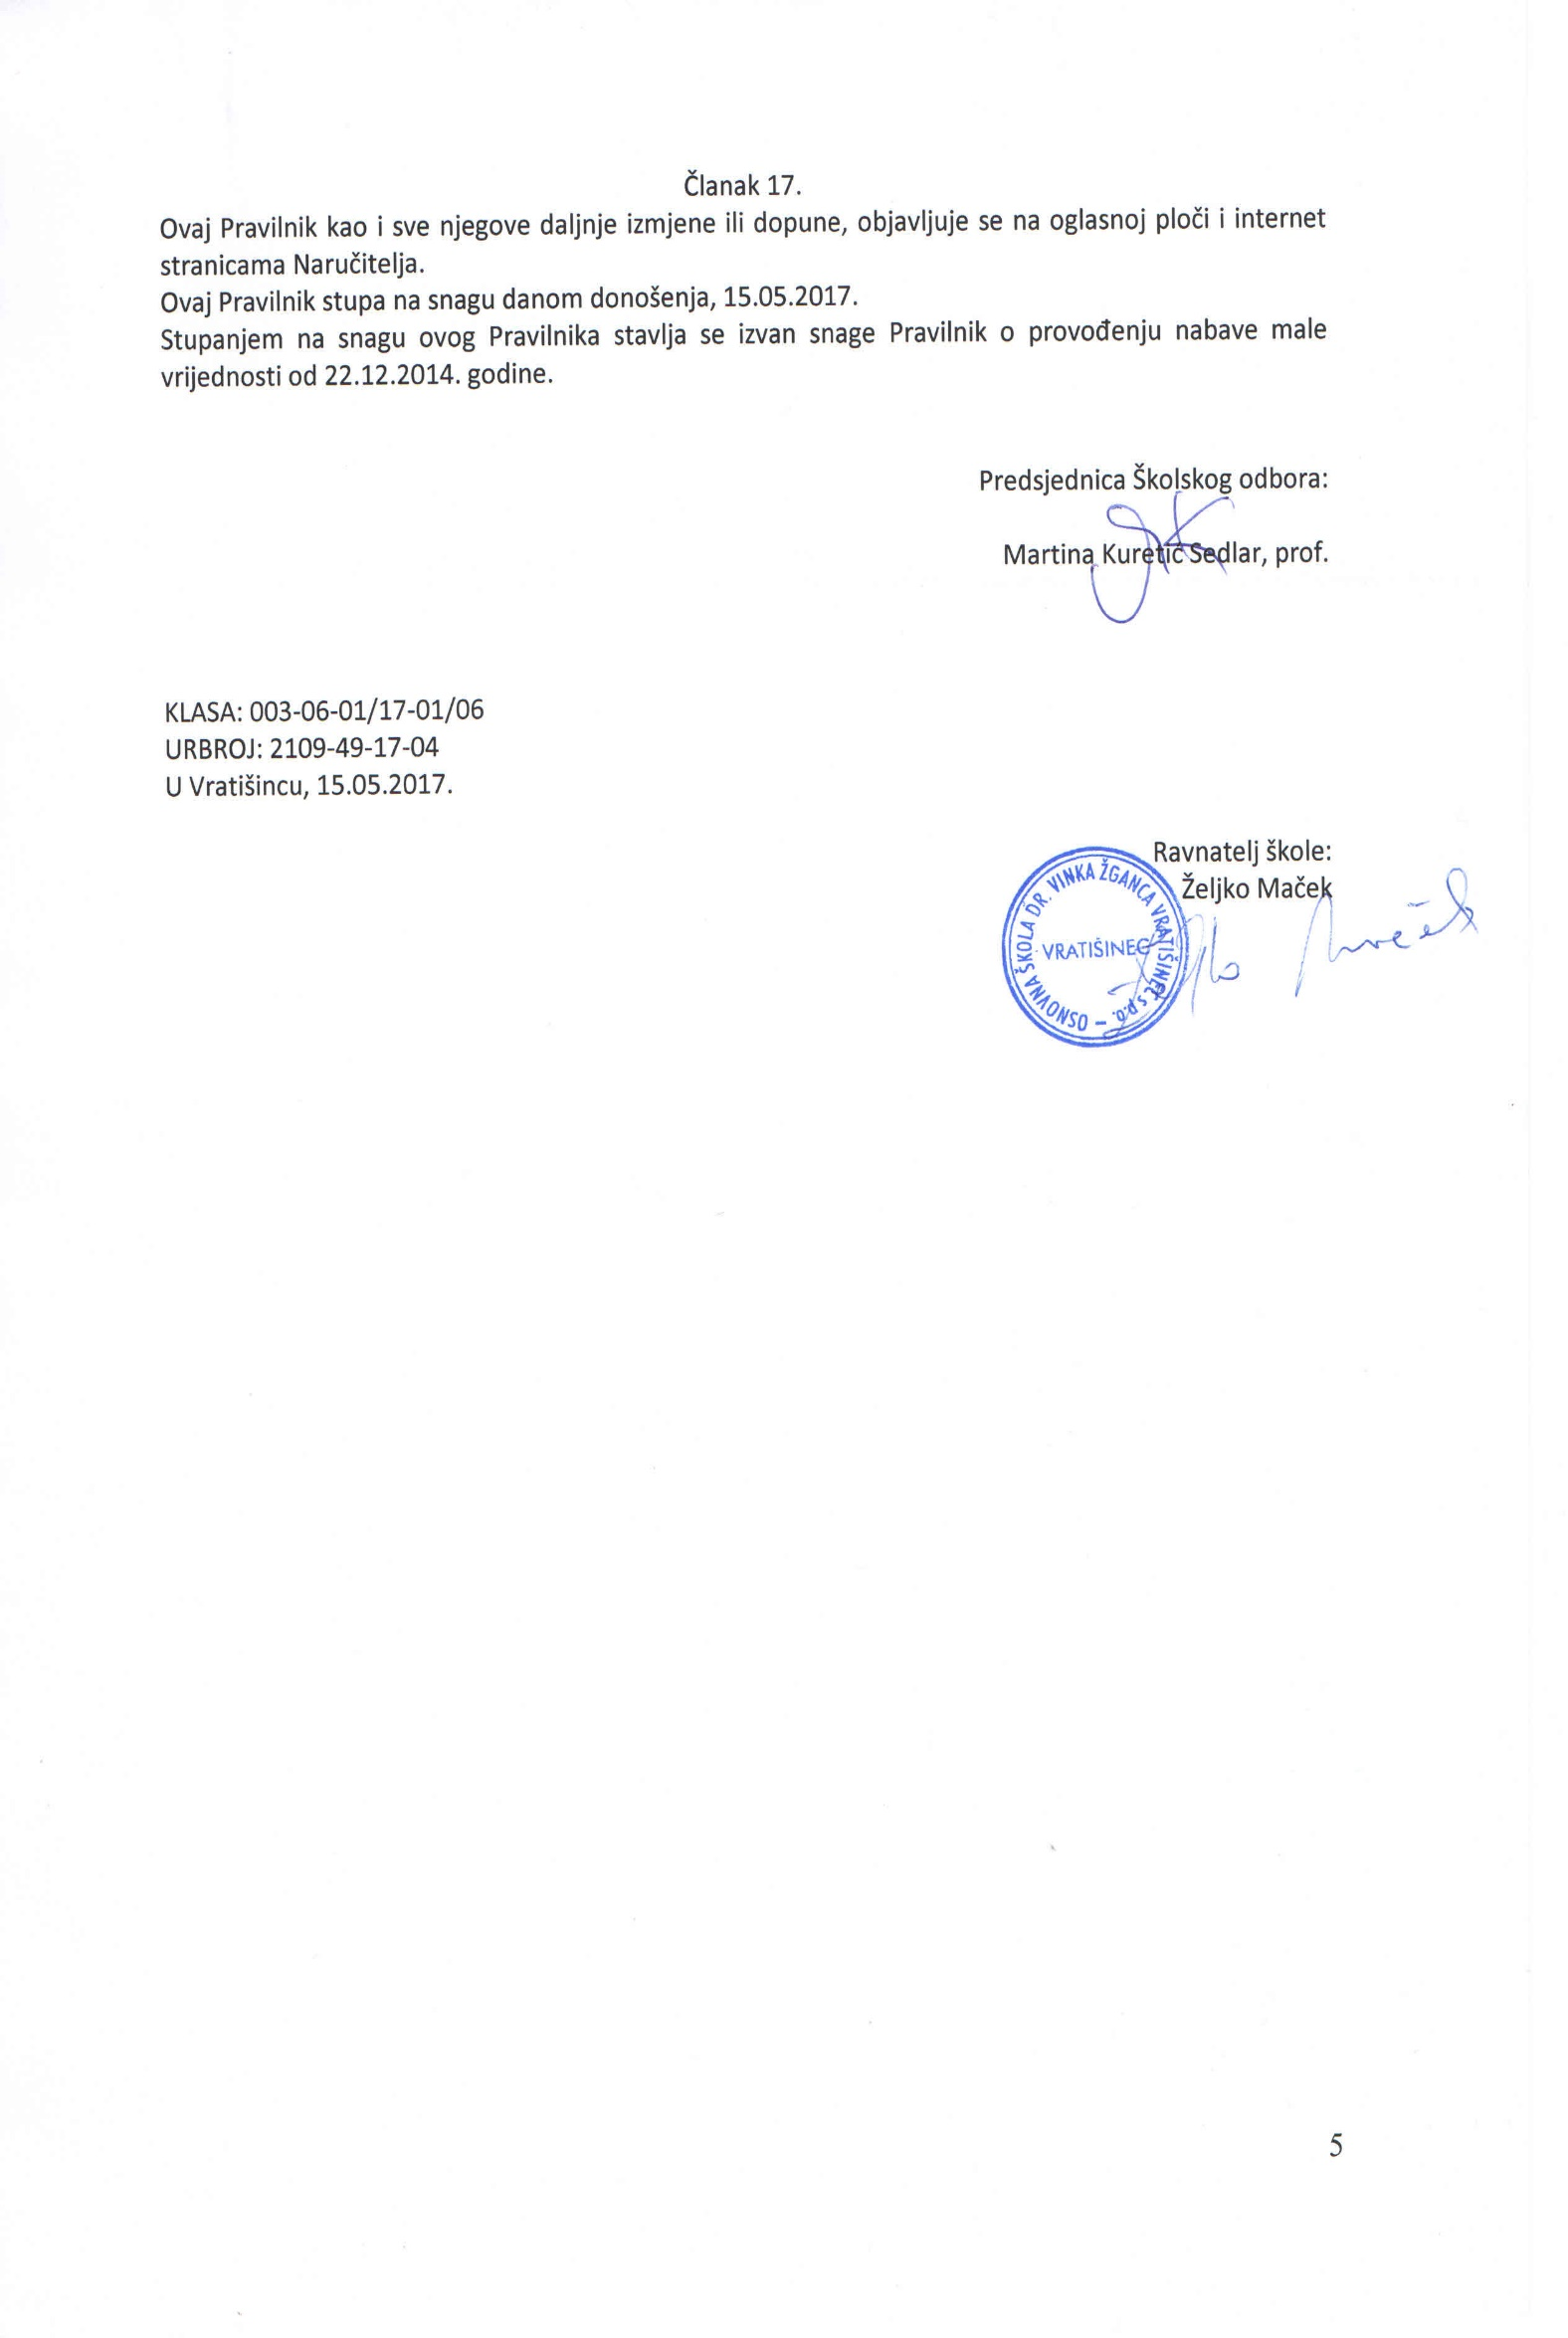 Članak 17.
Ovaj Pravilnik kao i sve njegove daljnje izmjene ili dopune, objavljuje se na oglasnoj ploči i internet
stranicama Naručitelja.
Ovaj Pravilnik stupa na snagu danom donošenja, 15.05.2017.
Stupanjem na snagu ovog Pravilnika stavlja se izvan snage Pravilnik o provođenju nabave male
vrijednosti od 22.12.2014. godine.
Predsjednica Školskog odbora:
Martina Kuretić Sedlar, prof.
KLASA: 003-06-01/17-01/06
URBROJ: 2109-49-17-04
U Vratišincu, 15.05.2017.
Ravnatelj škole:
Željko Maček
OSNOVNA ŠKOLA DR. VINKA ŽGANCA VRATIŠINEC s p.o. –
VRATIŠINEC
5